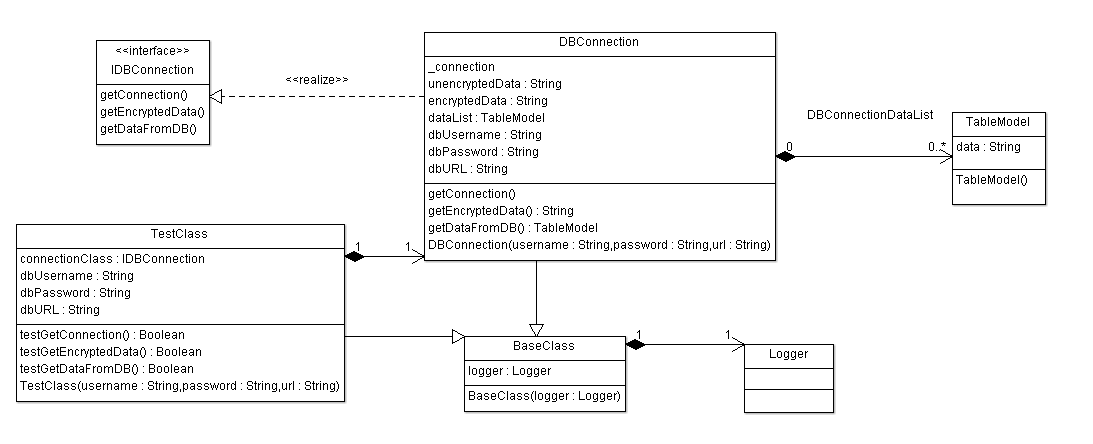 <<interface>>
IDBConnection
getConnection()
getEncryptedData()
getDataFromDB()
<<realize>>
DBConnection
_connection
unencryptedData : String
encryptedData : String
dataList : TableModel
dbUsername : String
dbPassword : String
dbURL : String
getConnection()
getEncryptedData() : String
getDataFromDB() : TableModel
DBConnection(username : String,password : String,url : String)
DBConnectionDataList
0
0..*
TableModel
data : String
TableModel()
TestClass
connectionClass : IDBConnection
dbUsername : String
dbPassword : String
dbURL : String
testGetConnection() : Boolean
testGetEncryptedData() : Boolean
testGetDataFromDB() : Boolean
TestClass(username : String,password : String,url : String)
1
1
BaseClass
logger : Logger
BaseClass(logger : Logger)
1
1
Logger